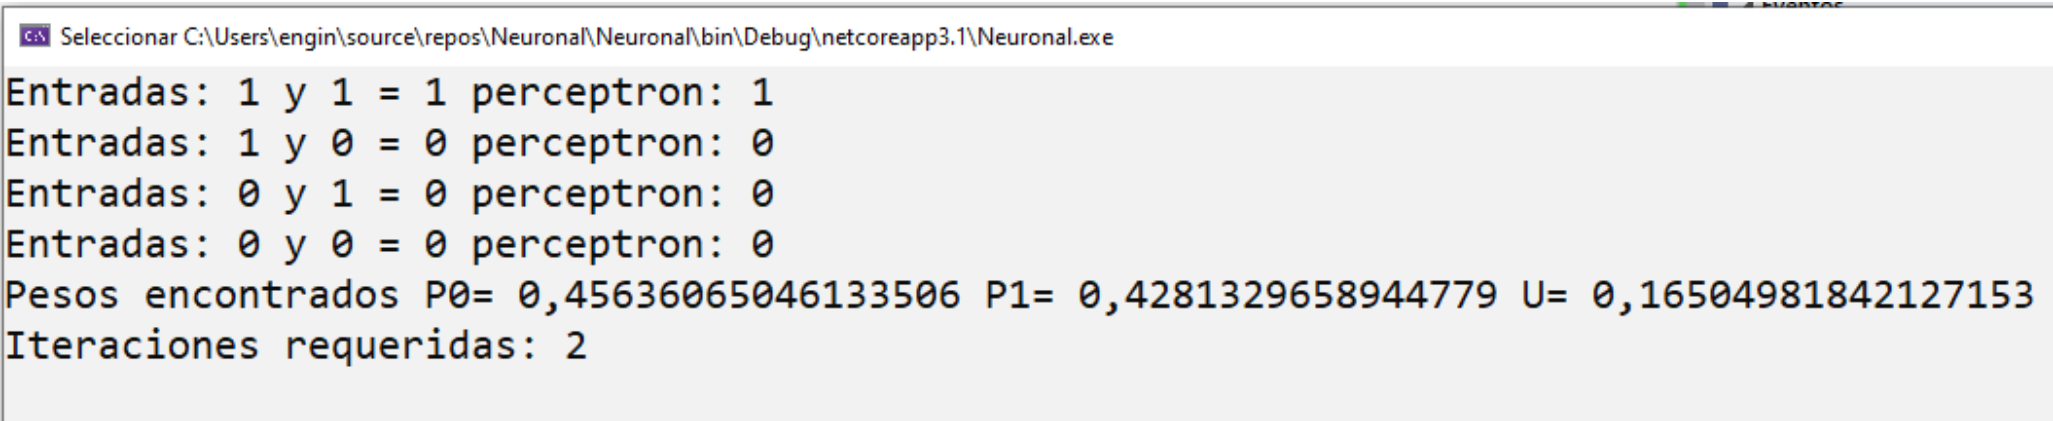 4 Eventos
Seleccionar C:\Users\engin\source\repos\Neuronal\Neuronal\bin\Debug\netcoreapp3.1\Neuronal.exe
Entradas: 1 y 1 = 1 perceptron: 1
Entradas: 1 y 0 = 0 perceptron: 0
Entradas: 0 y 1 = 0 perceptron: 0
Entradas: 0 y 0 = 0 perceptron: 0
Pesos encontrados P0= 0,45636065046133506 P1= 0,4281329658944779 U= 0,16504981842127153
Iteraciones requeridas: 2